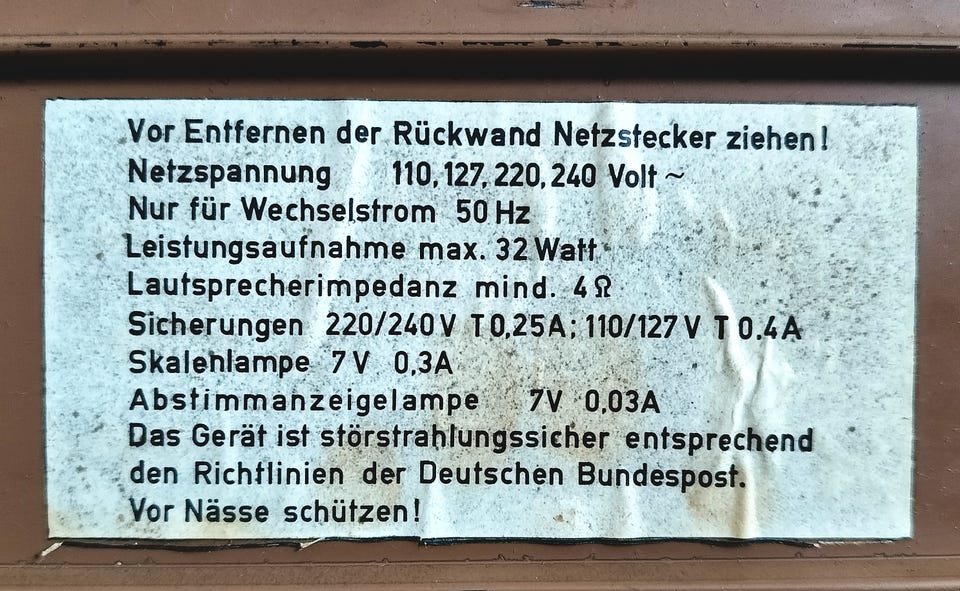 Vor Entfernen der Rückwand Netzstecker ziehen!
Netzspannung 110, 127, 220, 240 Volt ~
Nur für Wechselstrom 50 Hz
Leistungsaufnahme max. 32 Watt
Lautsprecherimpedanz mind. 4 Ω
Sicherungen 220/240 V T 0,25 A; 110/127 V T 0.4 A
Skalenlampe 7 V 0,3 A
Abstimmanzeigelampe 7V 0,03 A
Das Gerät ist störstrahlungssicher entsprechend
den Richtlinien der Deutschen Bundespost.
Vor Nässe schützen!